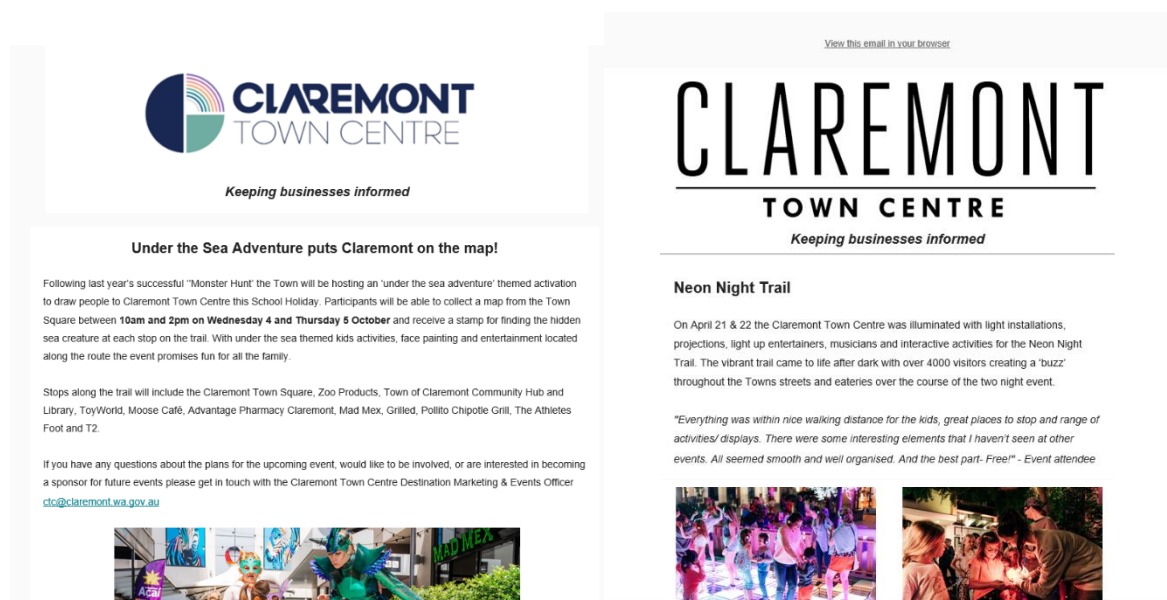 CLAREMONT
TOWN CENTRE
Keeping businesses informed
Under the Sea Adventure puts Claremont on the map!
Following last year's successful ''Monster Hunt' the Town will be hosting an 'under the sea adventure' themed activation
to draw people to Claremont Town Centre this School Holiday. Participants will be able to collect a map from the Town
Square between 10am and 2pm on Wednesday 4 and Thursday 5 October and receive a stamp for finding the hidden
sea creature at each stop on the trail. With under the sea themed kids activities, face painting and entertainment located
along the route the event promises fun for all the family.
Stops along the trail will include the Claremont Town Square, Zoo Products, Town of Claremont Community Hub and
Library, ToyWorld, Moose Café, Advantage Pharmacy Claremont, Mad Mex, Grilled, Pollito Chipotle Grill, The Athletes
Foot and T2.
If you have any questions about the plans for the upcoming event, would like to be involved, or are interested in becoming
a sponsor for future events please get in touch with the Claremont Town Centre Destination Marketing & Events Officer
ctc@claremont.wa.gov.au
MAD MEX
Acai
View this email in your browser
CLAREMONT
TOWN CENTRE
Keeping businesses informed
Neon Night Trail
On April 21 & 22 the Claremont Town Centre was illuminated with light installations,
projections, light up entertainers, musicians and interactive activities for the Neon Night
Trail. The vibrant trail came to life after dark with over 4000 visitors creating a 'buzz'
throughout the Towns streets and eateries over the course of the two night event.
"Everything was within nice walking distance for the kids, great places to stop and range of
activities/ displays. There were some interesting elements that I haven't seen at other
events. All seemed smooth and well organised. And the best part- Free!" - Event attendee